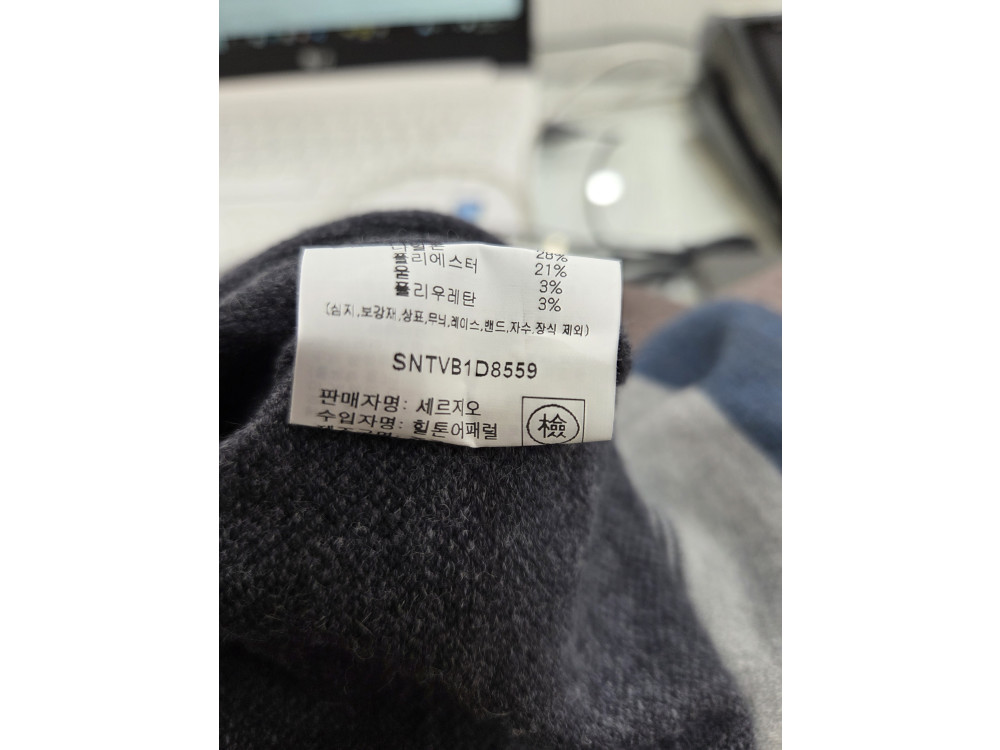 28%
폴리에스터 21%
울 3%
폴리우레탄 3%
(심지,보강재,상표,무늬,레이스,밴드,자수,장식 제외)
SNTVB1D8559
판매자명: 세르지오
수입자명: 힐튼어패럴
檢